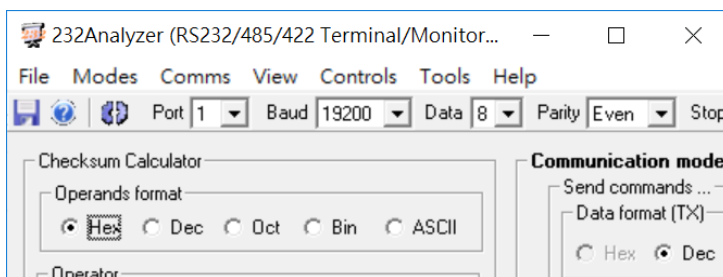 232Analyzer (RS232/485/422 Terminal/Monitor...
File Modes Comms View Controls Tools Help
Port 1 Baud 19200 Data 8 Parity Even Stop
Checksum Calculator
Operands format
Hex Dec Oct Bin ASCII
Operator
Communication mode
Send commands ...
Data format (TX)
Hex Dec